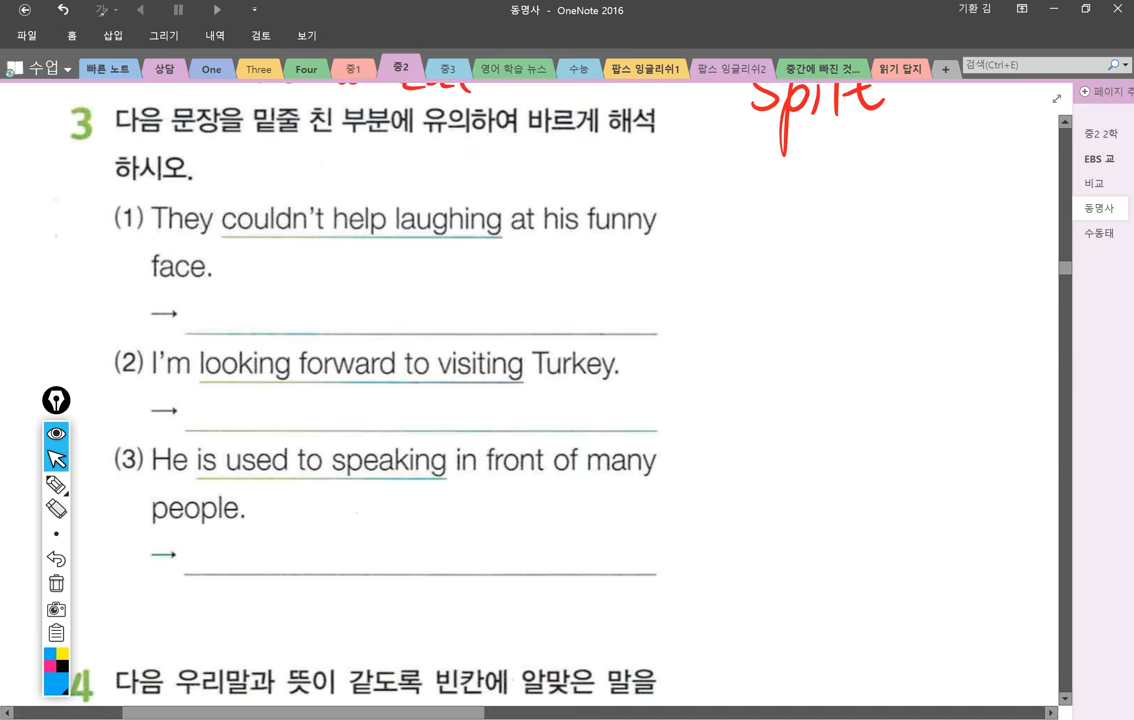 동명사 - OneNote 2016
기환 김
파일 홈 삽입 그리기 내역 검토 보기
수업 빠른 노트 상담 One Three Four 중1 중2 중3 영어 학습 뉴스 수능 팝스 잉글리쉬1 팝스 잉글리쉬2 중간에 빠진 것... 읽기 답지 + 검색(Ctrl+E)
페이지 추
spilt
3 다음 문장을 밑줄 친 부분에 유의하여 바르게 해석
하시오.
(1) They couldn't help laughing at his funny
face.
→
(2) I'm looking forward to visiting Turkey.
→
(3) He is used to speaking in front of many
people.
→
4 다음 우리말과 뜻이 같도록 빈칸에 알맞은 말을
중2 2학
EBS 교
비교
동명사
수동태